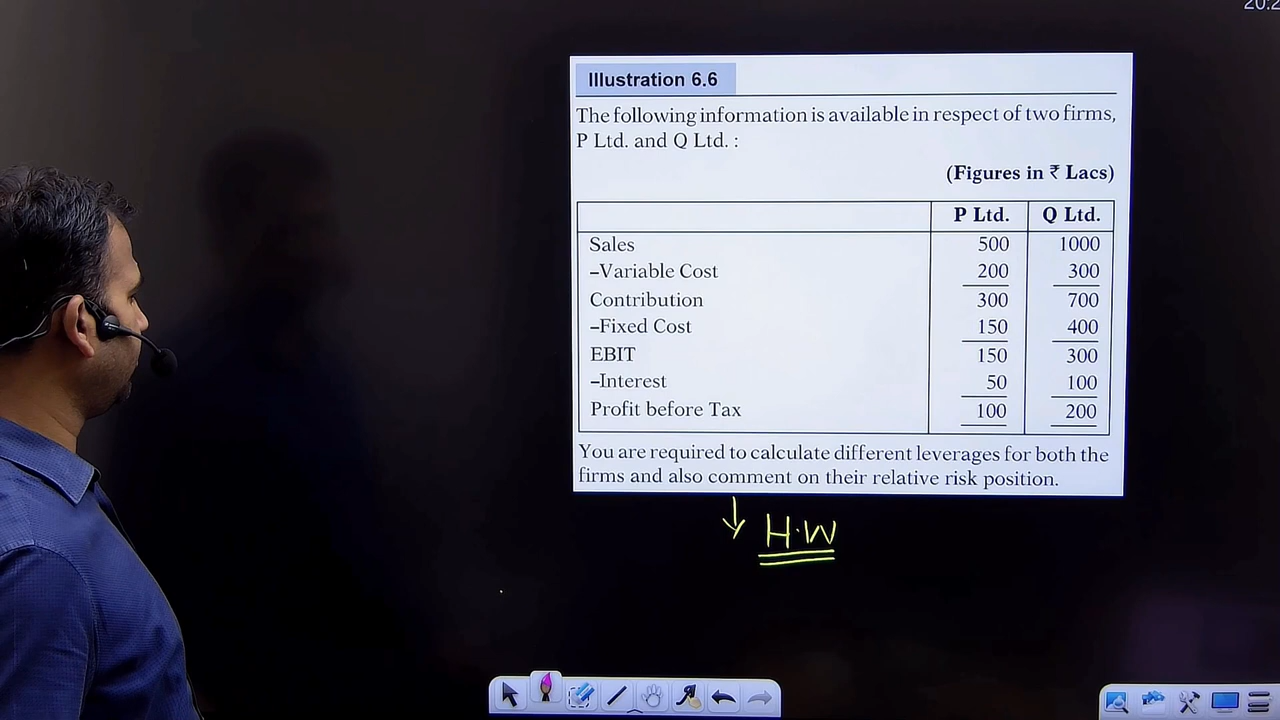 20:2
Illustration 6.6
The following information is available in respect of two firms,
P Ltd. and Q Ltd. :
(Figures in ₹ Lacs)
P Ltd. Q Ltd.
Sales 500 1000
–Variable Cost 200 300
Contribution 300 700
–Fixed Cost 150 400
EBIT 150 300
–Interest 50 100
Profit before Tax 100 200
You are required to calculate different leverages for both the
firms and also comment on their relative risk position.
H.W